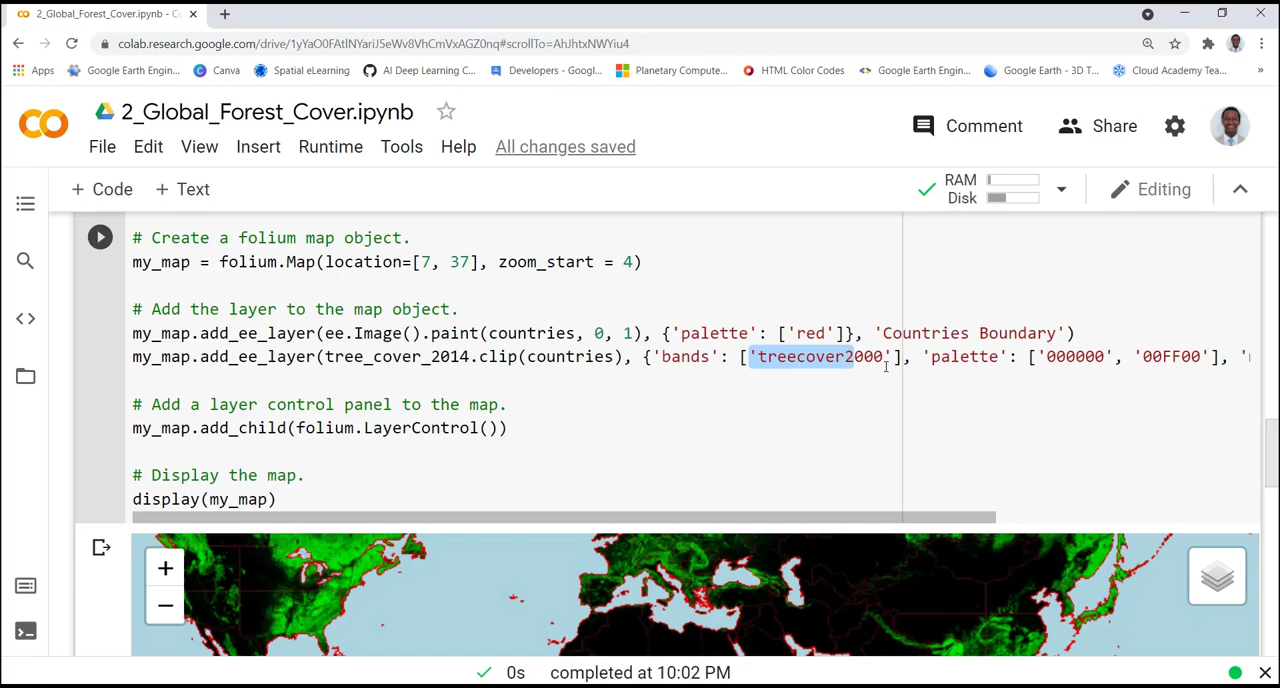 2_Global_Forest_Cover.ipynb -
colab.research.google.com/drive/1yYaO0FAtlNYariJ5eWv8VhCmVxAGZ0nq#scrollTo=AhJhtxNWYiu4
Apps Google Earth Engin... Canva Spatial eLearning AI Deep Learning C... Developers - Googl... Planetary Compute... HTML Color Codes Google Earth Engin... Google Earth - 3D T... Cloud Academy Tea... »
CO 2_Global_Forest_Cover.ipynb
Comment Share
File Edit View Insert Runtime Tools Help All changes saved
+ Code + Text RAM Disk Editing
# Create a folium map object.
my_map = folium.Map(location=[7, 37], zoom_start = 4)
# Add the layer to the map object.
my_map.add_ee_layer(ee.Image().paint(countries, 0, 1), {'palette': ['red']}, 'Countries Boundary')
my_map.add_ee_layer(tree_cover_2014.clip(countries), {'bands': ['treecover2000'], 'palette': ['000000', '00FF00'],
# Add a layer control panel to the map.
my_map.add_child(folium.LayerControl())
# Display the map.
display(my_map)
+
−
0s completed at 10:02 PM